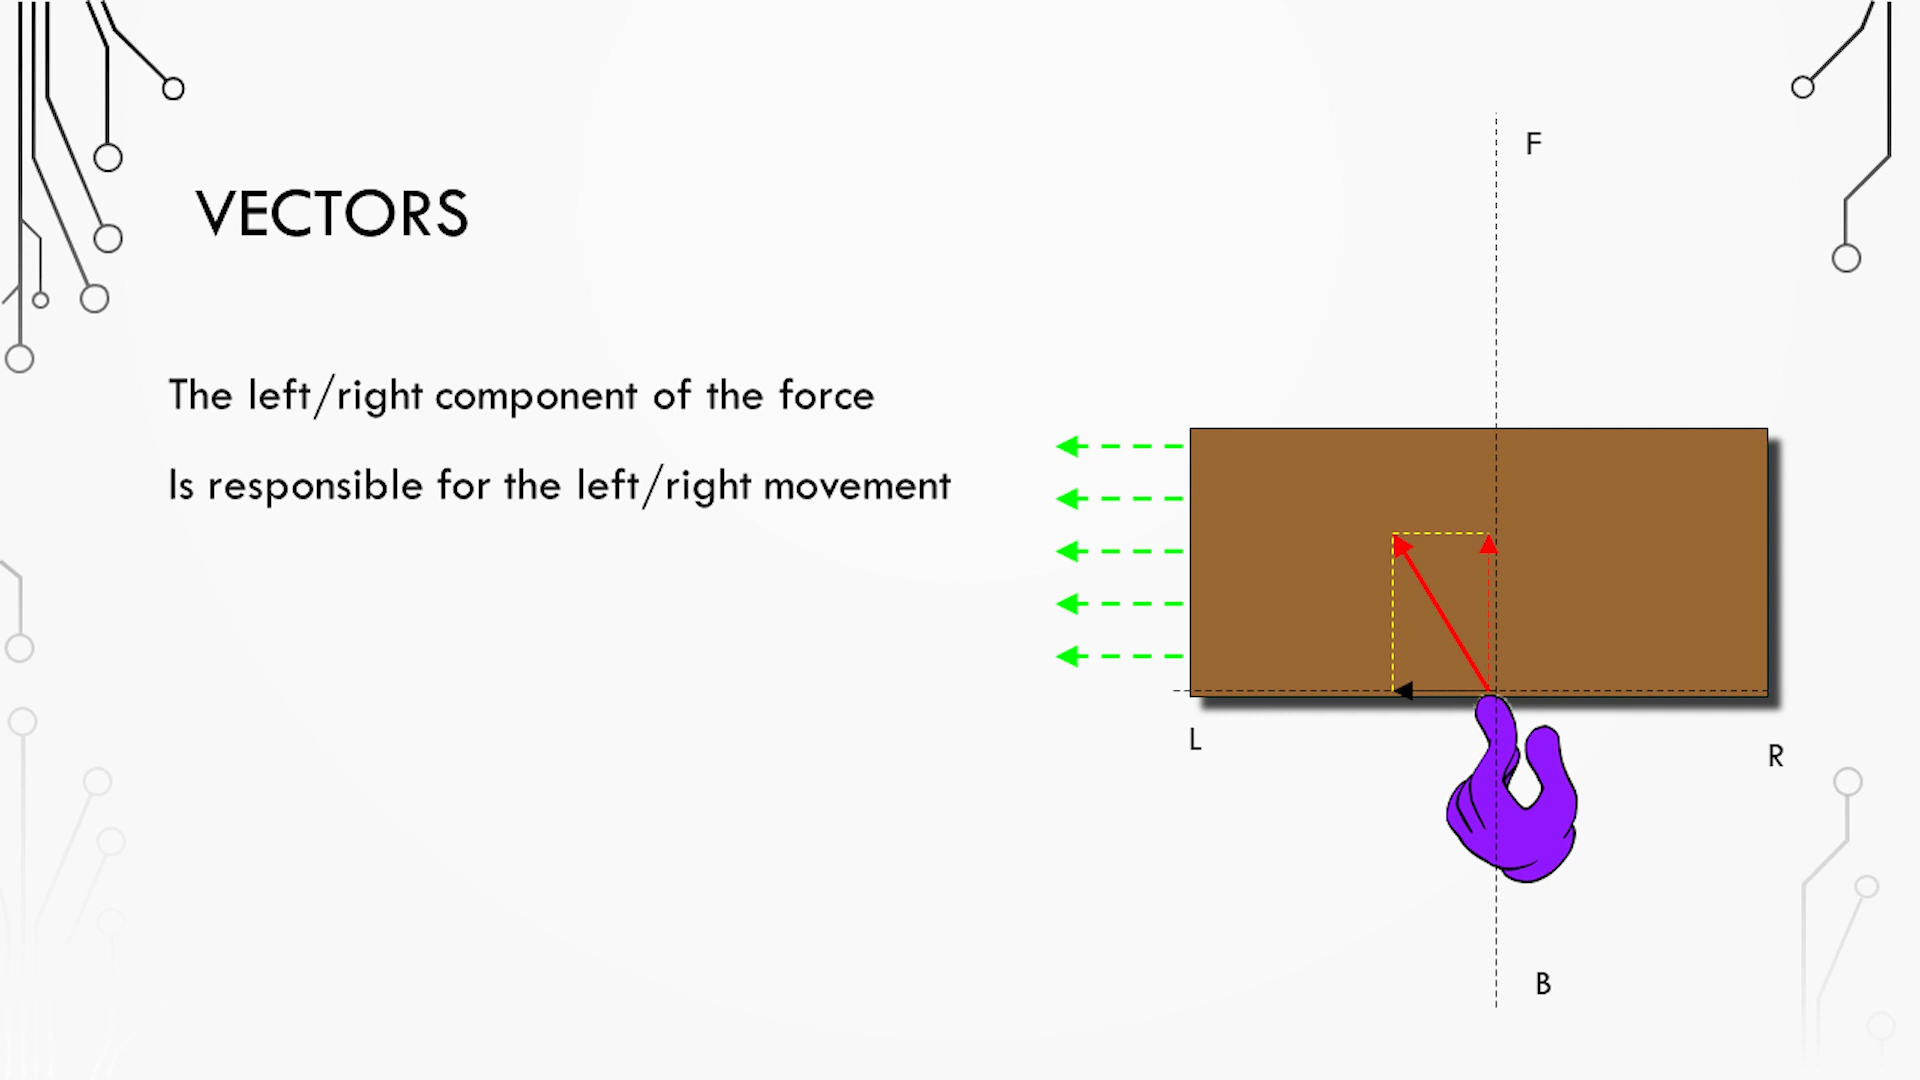 VECTORS
The left/right component of the force
Is responsible for the left/right movement
F
L
R
B